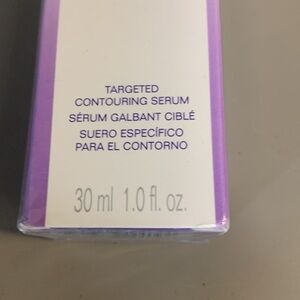 TARGETED
CONTOURING SERUM
SÉRUM GALBANT CIBLÉ
SUERO ESPECÍFICO
PARA EL CONTORNO
30 ml 1.0 fl. oz.